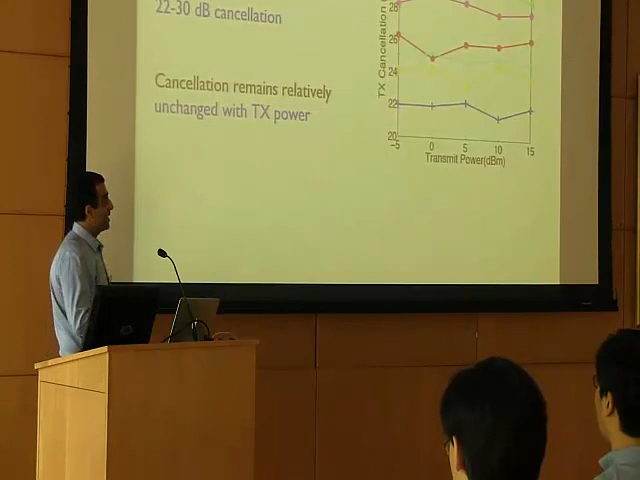 22-30 dB cancellation
Cancellation remains relatively
unchanged with TX power
TX Cancellation
28
26
24
22
20
-5
0
5
10
15
Transmit Power(dBm)